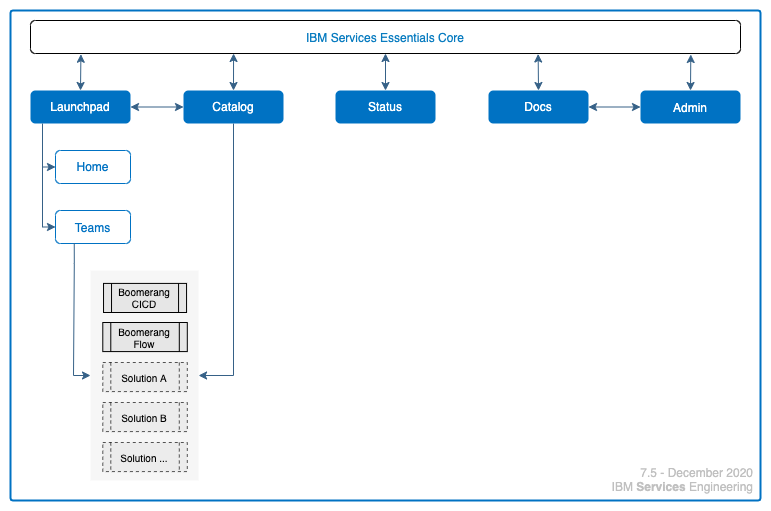 IBM Services Essentials Core
Launchpad
Catalog
Status
Docs
Admin
Home
Teams
Boomerang
CICD
Boomerang
Flow
Solution A
Solution B
Solution ...
7.5 - December 2020
IBM Services Engineering